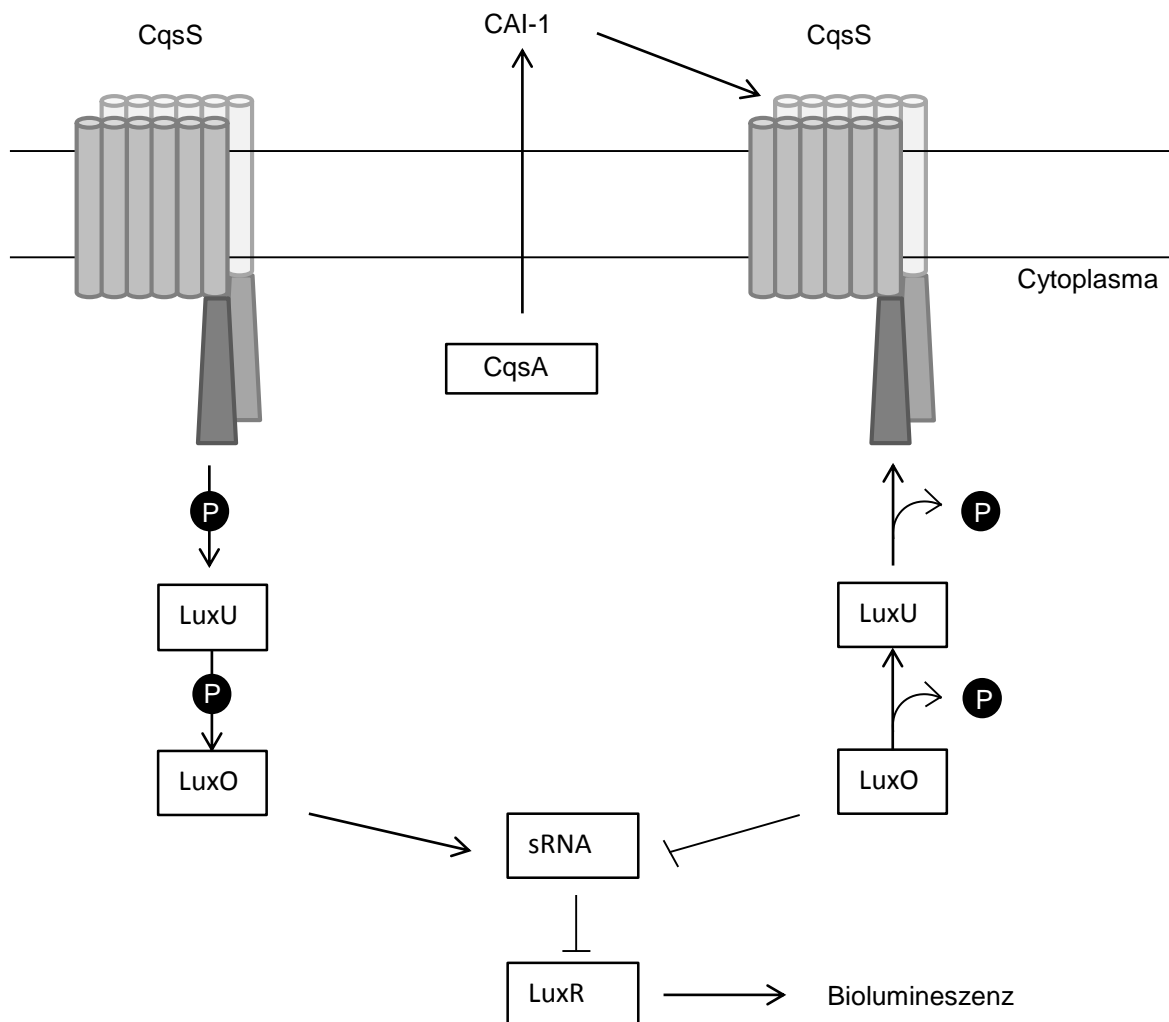 CqsS
CAI-1
CqsS
Cytoplasma
CqsA
P
P
LuxU
LuxU
P
P
LuxO
LuxO
sRNA
LuxR
Biolumineszenz